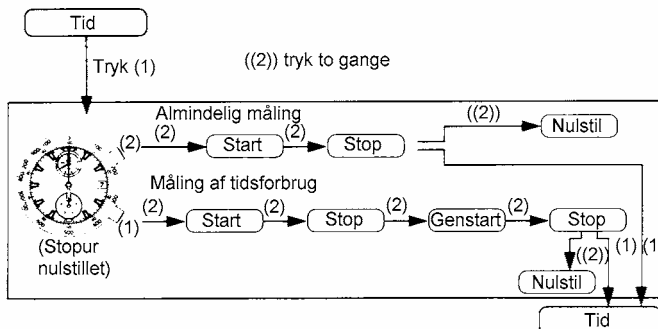 Tid
Tryk (1)
((2)) tryk to gange
Almindelig måling
(2) (2) Start (2) Stop ((2)) Nulstil
Måling af tidsforbrug
(1) (2) Start (2) Stop (2) Genstart (2) Stop
(Stopur
nulstillet)
((2)) (1) (1
Nulstil
Tid